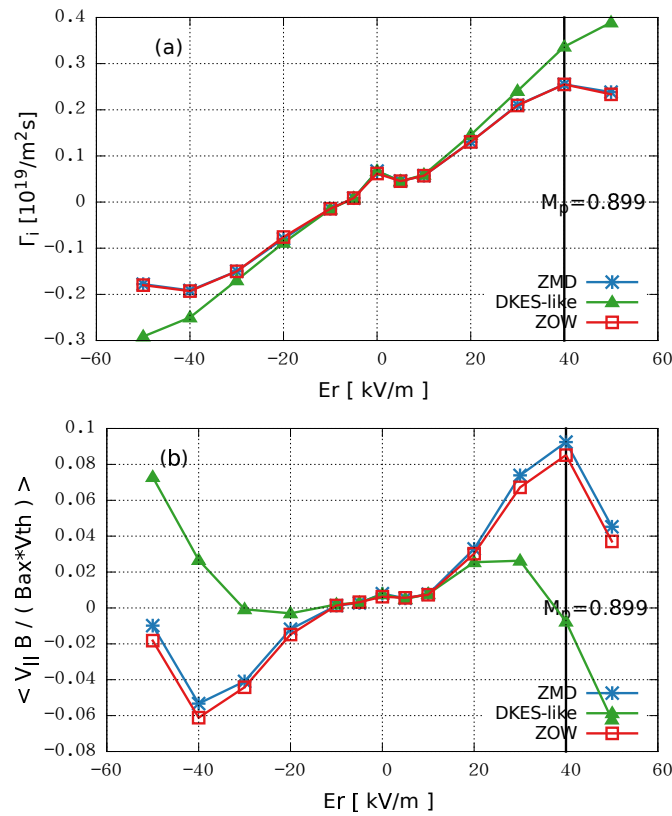 0.4
(a)
0.3
0.2
0.1
0
−0.1
−0.2
−0.3
Γi [10^19/m^2s]
Mp=0.899
ZMD
DKES-like
ZOW
−60 −40 −20 0 20 40 60
Er [ kV/m ]
0.1
(b)
0.08
0.06
0.04
0.02
0
−0.02
−0.04
−0.06
−0.08
< V|| B / ( Bax*Vth ) >
Mp=0.899
ZMD
DKES-like
ZOW
−60 −40 −20 0 20 40 60
Er [ kV/m ]